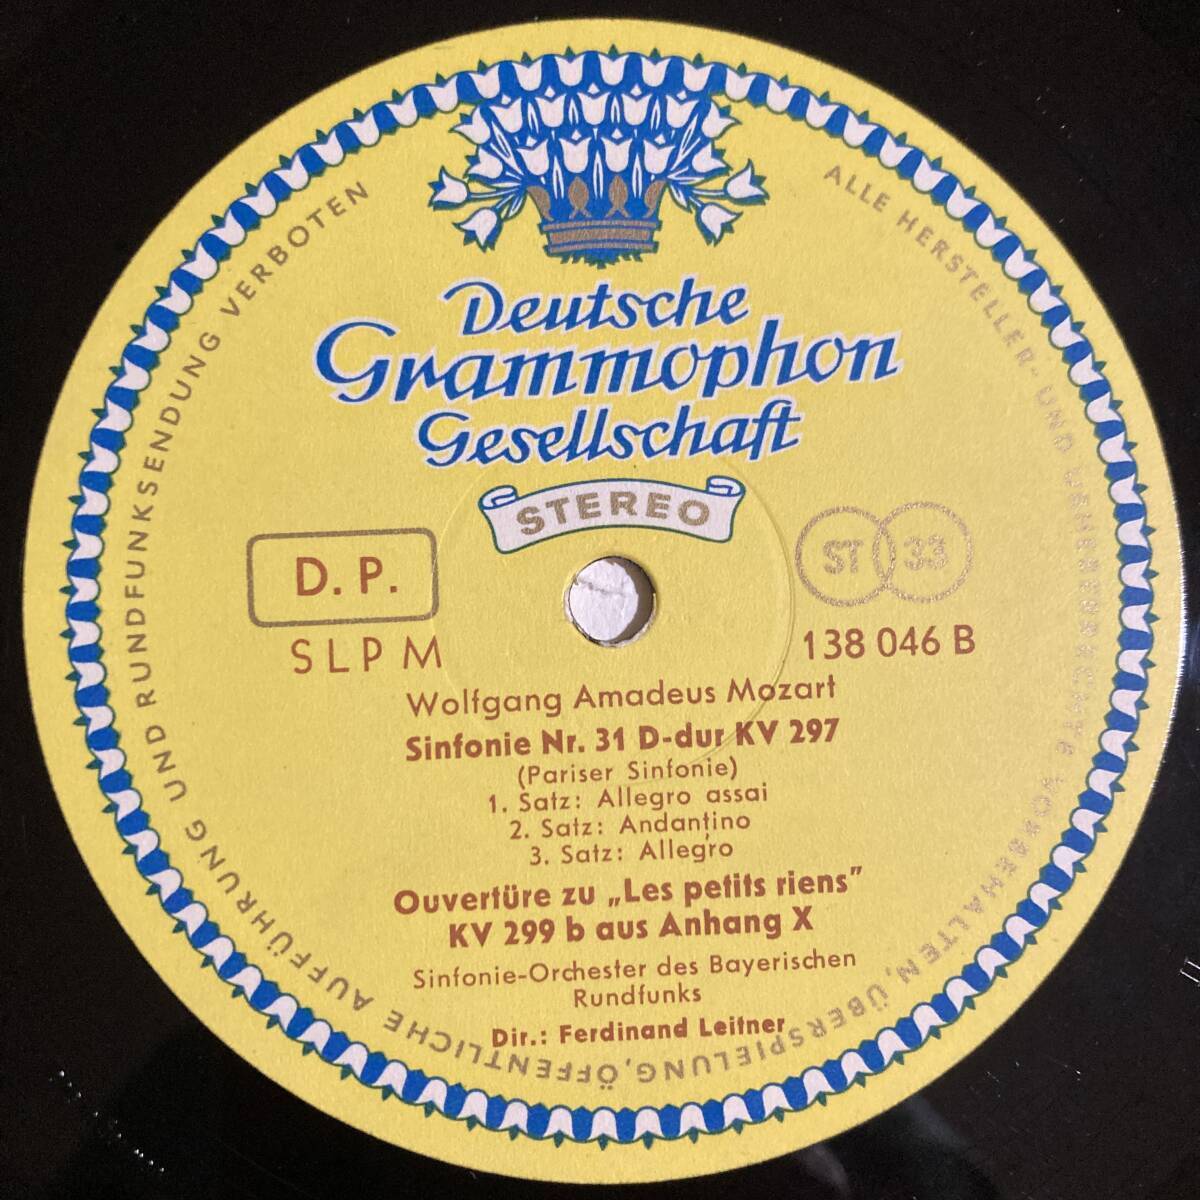 Deutsche
Grammophon
Gesellschaft
STEREO
D. P.
ST 33
SLPM
138 046 B
Wolfgang Amadeus Mozart
Sinfonie Nr. 31 D-dur KV 297
(Pariser Sinfonie)
1. Satz: Allegro assai
2. Satz: Andantino
3. Satz: Allegro
Ouvertüre zu „Les petits riens”
KV 299 b aus Anhang X
Sinfonie-Orchester des Bayerischen
Rundfunks
Dir.: Ferdinand Leitner
ALLE HERSTELLER- UND URHEBERRECHTE VORBEHALTEN, ÜBERSPIELUNG, ÖFFENTLICHE AUFFÜHRUNG UND RUNDFUNKSENDUNG VERBOTEN